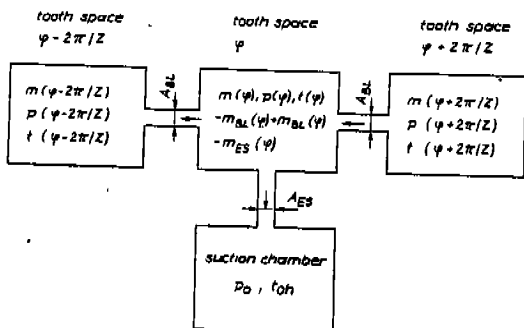 tooth space
φ - 2π/Z
tooth space
φ
tooth space
φ + 2π/Z
A_BL
A_BL
m (φ-2π/Z)
p (φ-2π/Z)
t (φ-2π/Z)
m(φ), p(φ), t(φ)
-m_BL(φ)+m_BL(φ)
-m_ES(φ)
m(φ+2π/Z)
p (φ+2π/Z)
t (φ+2π/Z)
A_ES
suction chamber
p_o , t_oh